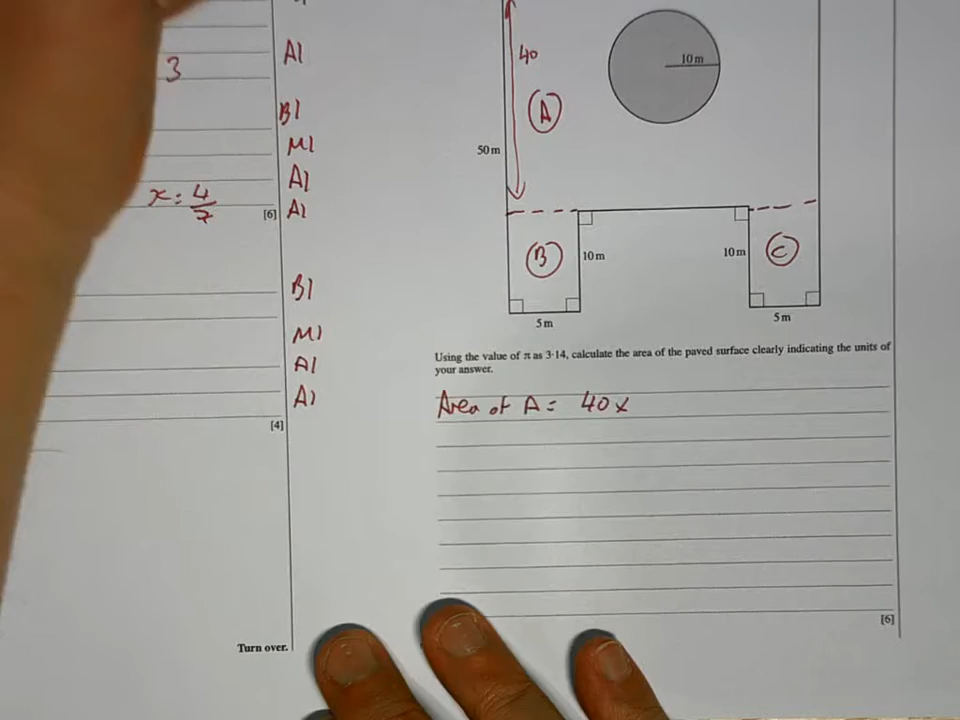 A1
3
B1
M1
A1
x = 4/7
[6]
A1
B1
M1
A1
A1
[4]
Turn over.
40
10 m
A
50 m
B
10 m
10 m
C
5 m
5 m
Using the value of π as 3·14, calculate the area of the paved surface clearly indicating the units of
your answer.
Area of A = 40 x
[6]